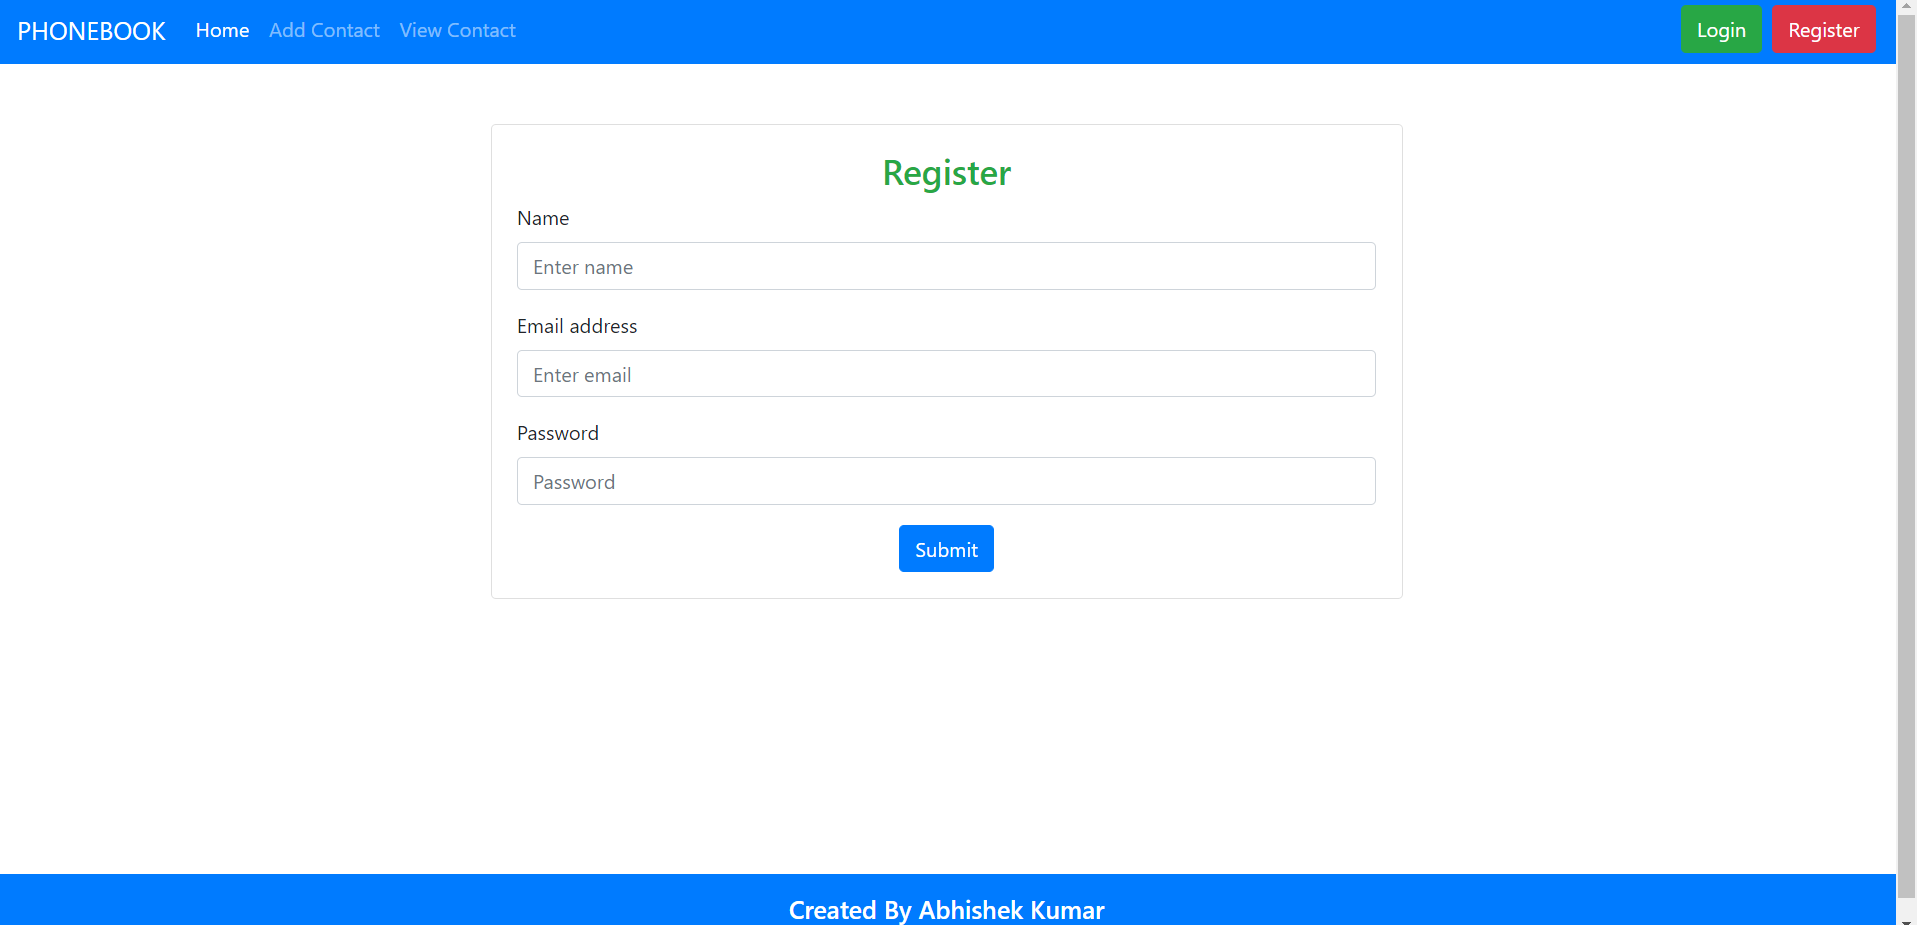 PHONEBOOK Home Add Contact View Contact Login Register
Register
Name
Enter name
Email address
Enter email
Password
Password
Submit
Created By Abhishek Kumar